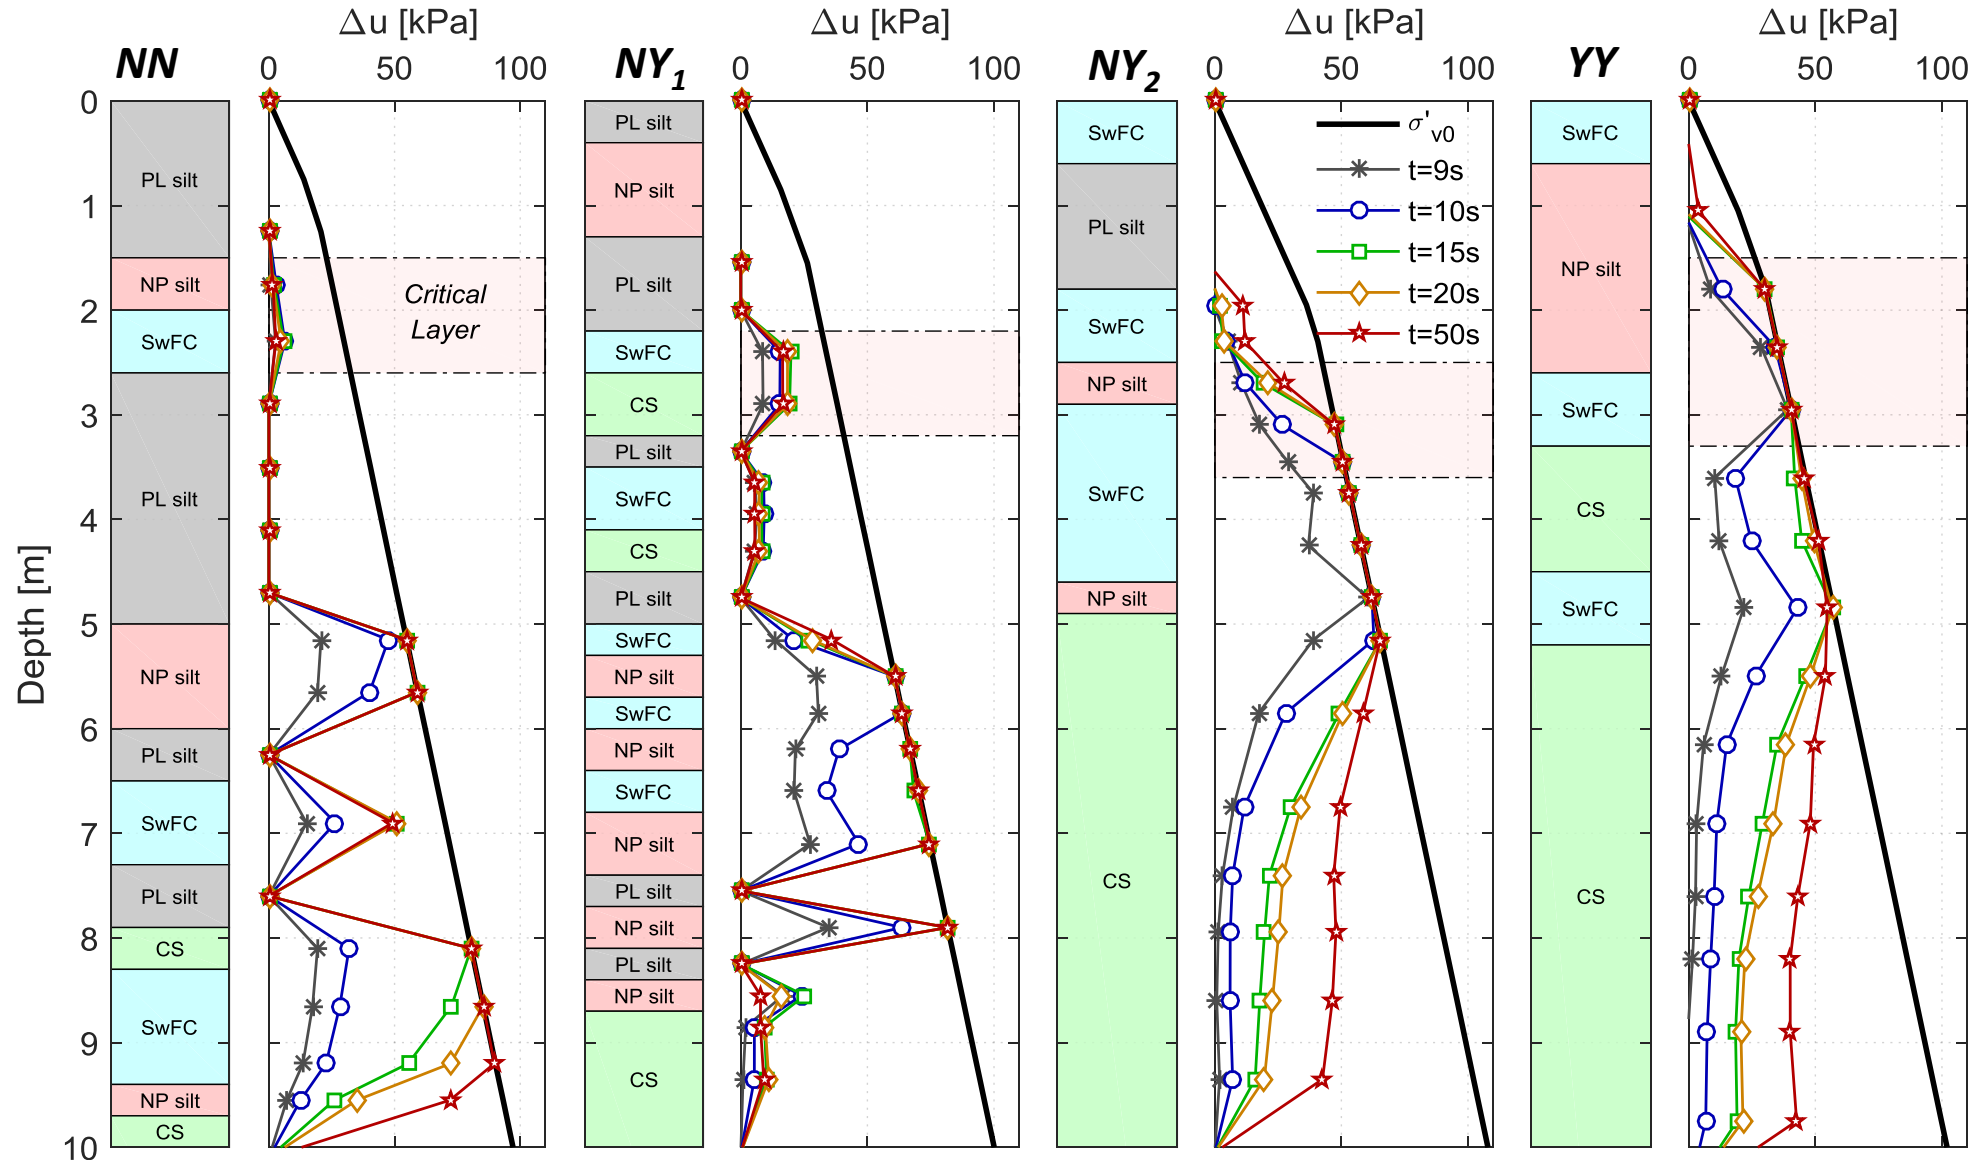 Δu [kPa] Δu [kPa] Δu [kPa] Δu [kPa]
NN NY1 NY2 YY
0 50 100 0 50 100 0 50 100 0 50 100
Depth [m]
0
1
2
3
4
5
6
7
8
9
10
PL silt
NP silt
SwFC
PL silt
NP silt
PL silt
SwFC
PL silt
CS
SwFC
NP silt
CS
Critical
Layer
PL silt
NP silt
PL silt
SwFC
CS
PL silt
SwFC
CS
PL silt
SwFC
NP silt
SwFC
NP silt
SwFC
NP silt
PL silt
NP silt
PL silt
NP silt
CS
SwFC
PL silt
SwFC
NP silt
SwFC
NP silt
CS
σ'v0
t=9s
t=10s
t=15s
t=20s
t=50s
SwFC
NP silt
SwFC
CS
SwFC
CS